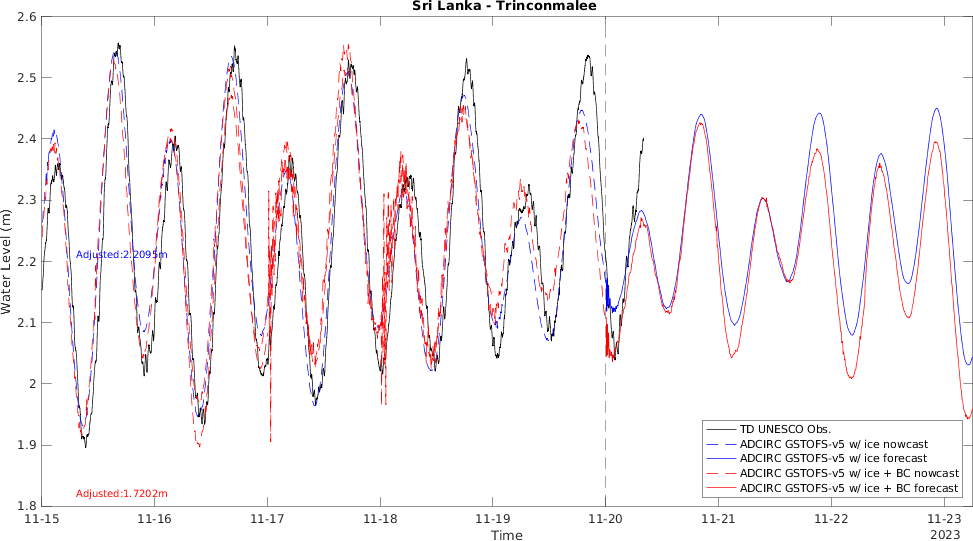 Sri Lanka - Trinconmalee
2.6
2.5
2.4
2.3
2.2
2.1
2
1.9
1.8
Water Level (m)
Adjusted:2.2095m
Adjusted:1.7202m
TD UNESCO Obs.
ADCIRC GSTOFS-v5 w/ ice nowcast
ADCIRC GSTOFS-v5 w/ ice forecast
ADCIRC GSTOFS-v5 w/ ice + BC nowcast
ADCIRC GSTOFS-v5 w/ ice + BC forecast
11-15 11-16 11-17 11-18 11-19 11-20 11-21 11-22 11-23
2023
Time